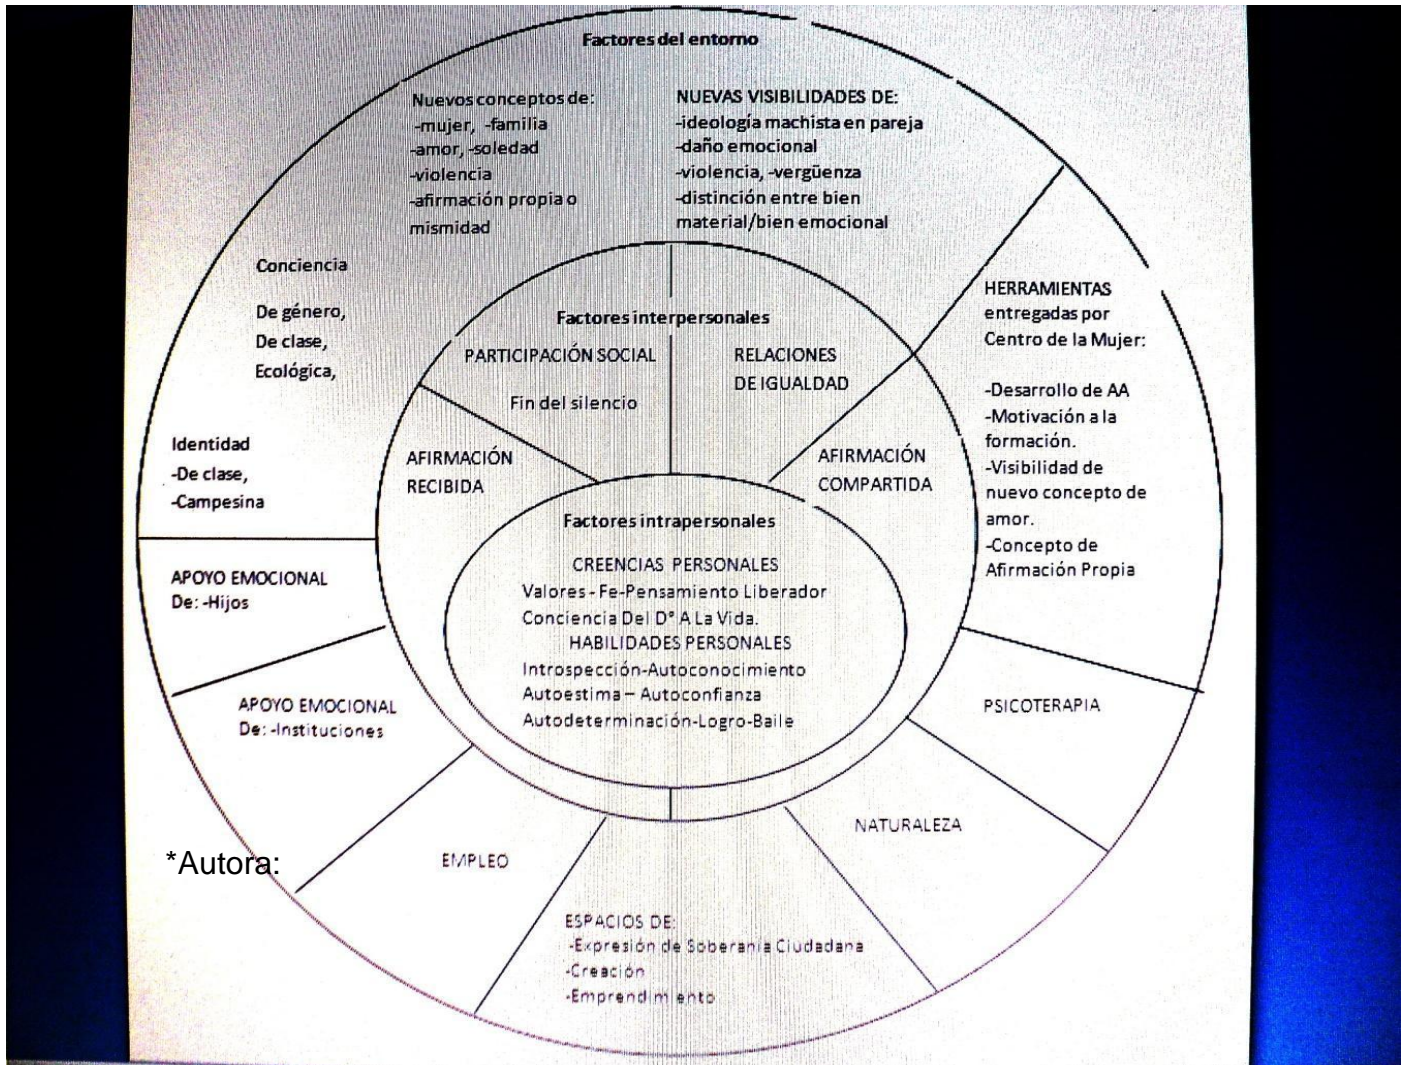 Factores del entorno
Nuevos conceptos de:
-mujer, -familia
-amor, -soledad
-violencia
-afirmación propia o
mismidad
NUEVAS VISIBILIDADES DE:
-ideología machista en pareja
-daño emocional
-violencia, -vergüenza
-distinción entre bien
material/bien emocional
Conciencia
De género,
De clase,
Ecológica,
Identidad
-De clase,
-Campesina
HERRAMIENTAS
entregadas por
Centro de la Mujer:
-Desarrollo de AA
-Motivación a la
formación.
-Visibilidad de
nuevo concepto de
amor.
-Concepto de
Afirmación Propia
Factores interpersonales
PARTICIPACIÓN SOCIAL
Fin del silencio
RELACIONES
DE IGUALDAD
AFIRMACIÓN
RECIBIDA
AFIRMACIÓN
COMPARTIDA
Factores intrapersonales
CREENCIAS PERSONALES
Valores - Fe-Pensamiento Liberador
Conciencia Del D° A La Vida.
HABILIDADES PERSONALES
Introspección-Autoconocimiento
Autoestima – Autoconfianza
Autodeterminación-Logro-Baile
APOYO EMOCIONAL
De: -Hijos
APOYO EMOCIONAL
De: -Instituciones
PSICOTERAPIA
NATURALEZA
EMPLEO
*Autora:
ESPACIOS DE:
-Expresión de Soberanía Ciudadana
-Creación
-Emprendimiento